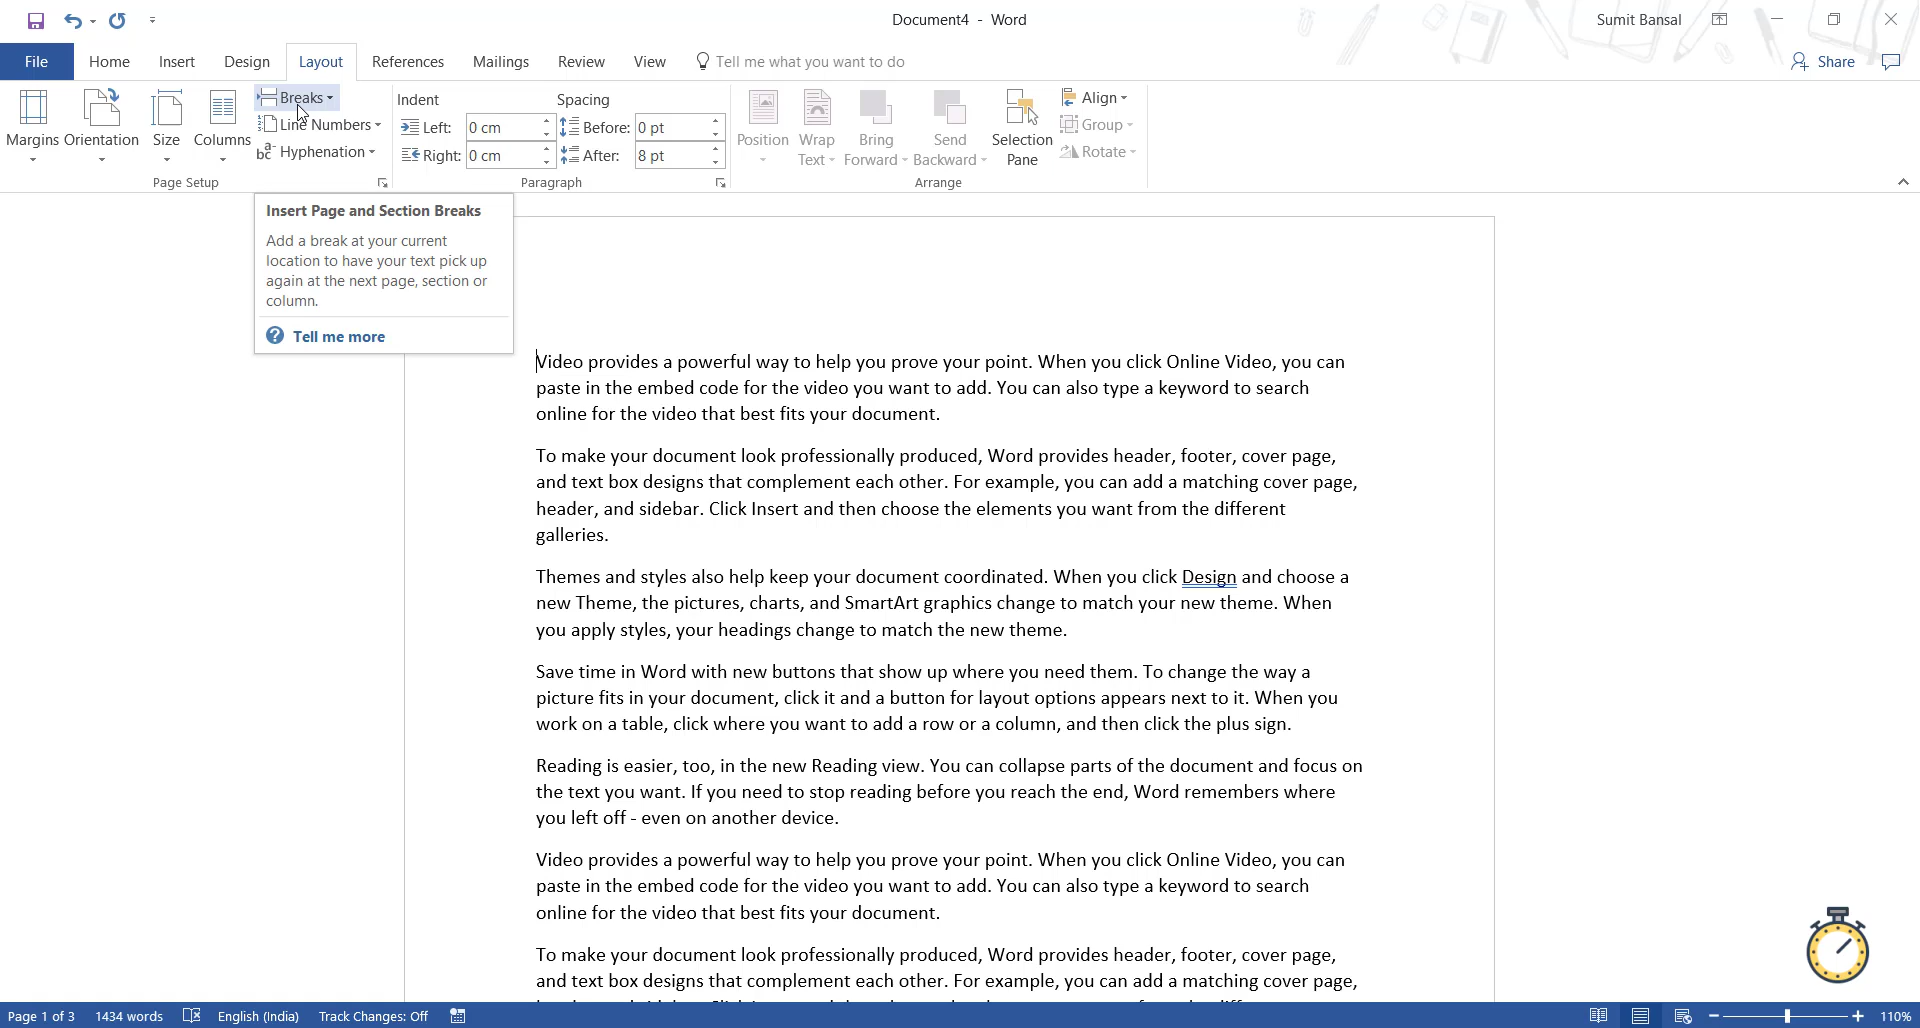 Document4 - Word
Sumit Bansal
File Home Insert Design Layout References Mailings Review View Tell me what you want to do
Share
Margins
Orientation
Size
Columns
Breaks
Line Numbers
Hyphenation
Page Setup
Indent
Left: 0 cm
Right: 0 cm
Spacing
Before: 0 pt
After: 8 pt
Paragraph
Position
Wrap
Text
Bring
Forward
Send
Backward
Selection
Pane
Align
Group
Rotate
Arrange
Insert Page and Section Breaks
Add a break at your current
location to have your text pick up
again at the next page, section or
column.
Tell me more
Video provides a powerful way to help you prove your point. When you click Online Video, you can
paste in the embed code for the video you want to add. You can also type a keyword to search
online for the video that best fits your document.
To make your document look professionally produced, Word provides header, footer, cover page,
and text box designs that complement each other. For example, you can add a matching cover page,
header, and sidebar. Click Insert and then choose the elements you want from the different
galleries.
Themes and styles also help keep your document coordinated. When you click Design and choose a
new Theme, the pictures, charts, and SmartArt graphics change to match your new theme. When
you apply styles, your headings change to match the new theme.
Save time in Word with new buttons that show up where you need them. To change the way a
picture fits in your document, click it and a button for layout options appears next to it. When you
work on a table, click where you want to add a row or a column, and then click the plus sign.
Reading is easier, too, in the new Reading view. You can collapse parts of the document and focus on
the text you want. If you need to stop reading before you reach the end, Word remembers where
you left off - even on another device.
Video provides a powerful way to help you prove your point. When you click Online Video, you can
paste in the embed code for the video you want to add. You can also type a keyword to search
online for the video that best fits your document.
To make your document look professionally produced, Word provides header, footer, cover page,
and text box designs that complement each other. For example, you can add a matching cover page,
Page 1 of 3 1434 words English (India) Track Changes: Off 110%